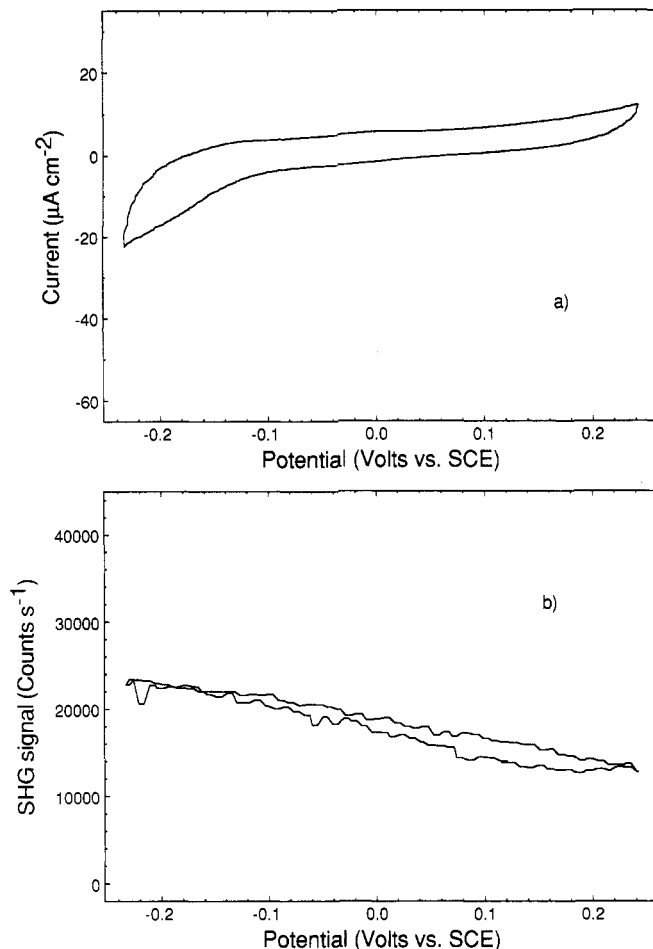 20
0
-20
-40
-60
Current (µA cm-2)
a)
-0.2 -0.1 0.0 0.1 0.2
Potential (Volts vs. SCE)
40000
30000
20000
10000
0
SHG signal (Counts s-1)
b)
-0.2 -0.1 0.0 0.1 0.2
Potential (Volts vs. SCE)